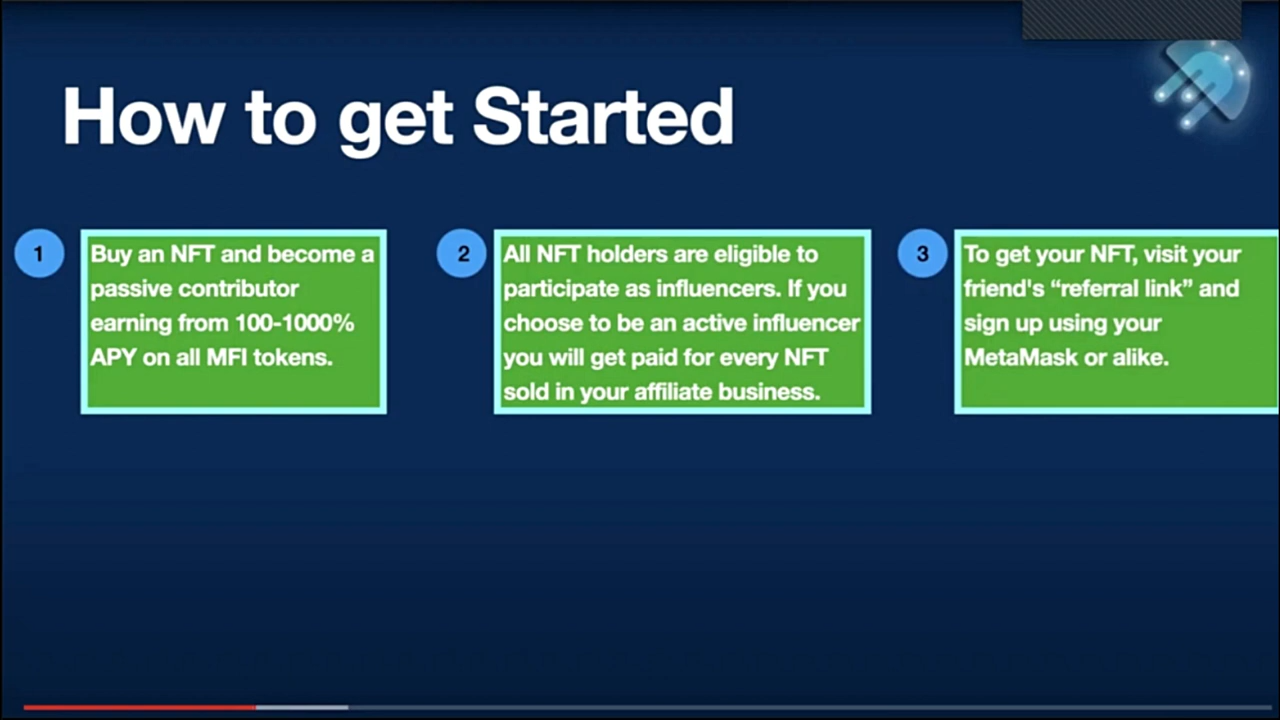 How to get Started
1
Buy an NFT and become a
passive contributor
earning from 100-1000%
APY on all MFI tokens.
2
All NFT holders are eligible to
participate as influencers. If you
choose to be an active influencer
you will get paid for every NFT
sold in your affiliate business.
3
To get your NFT, visit your
friend's “referral link” and
sign up using your
MetaMask or alike.